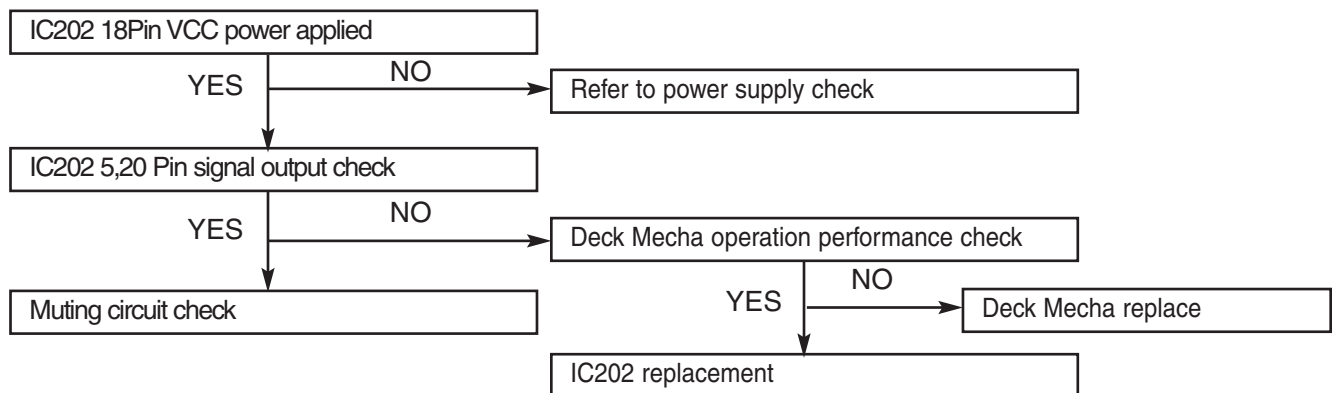 IC202 18Pin VCC power applied
YES
NO
Refer to power supply check
IC202 5,20 Pin signal output check
YES
NO
Deck Mecha operation performance check
Muting circuit check
YES
NO
Deck Mecha replace
IC202 replacement